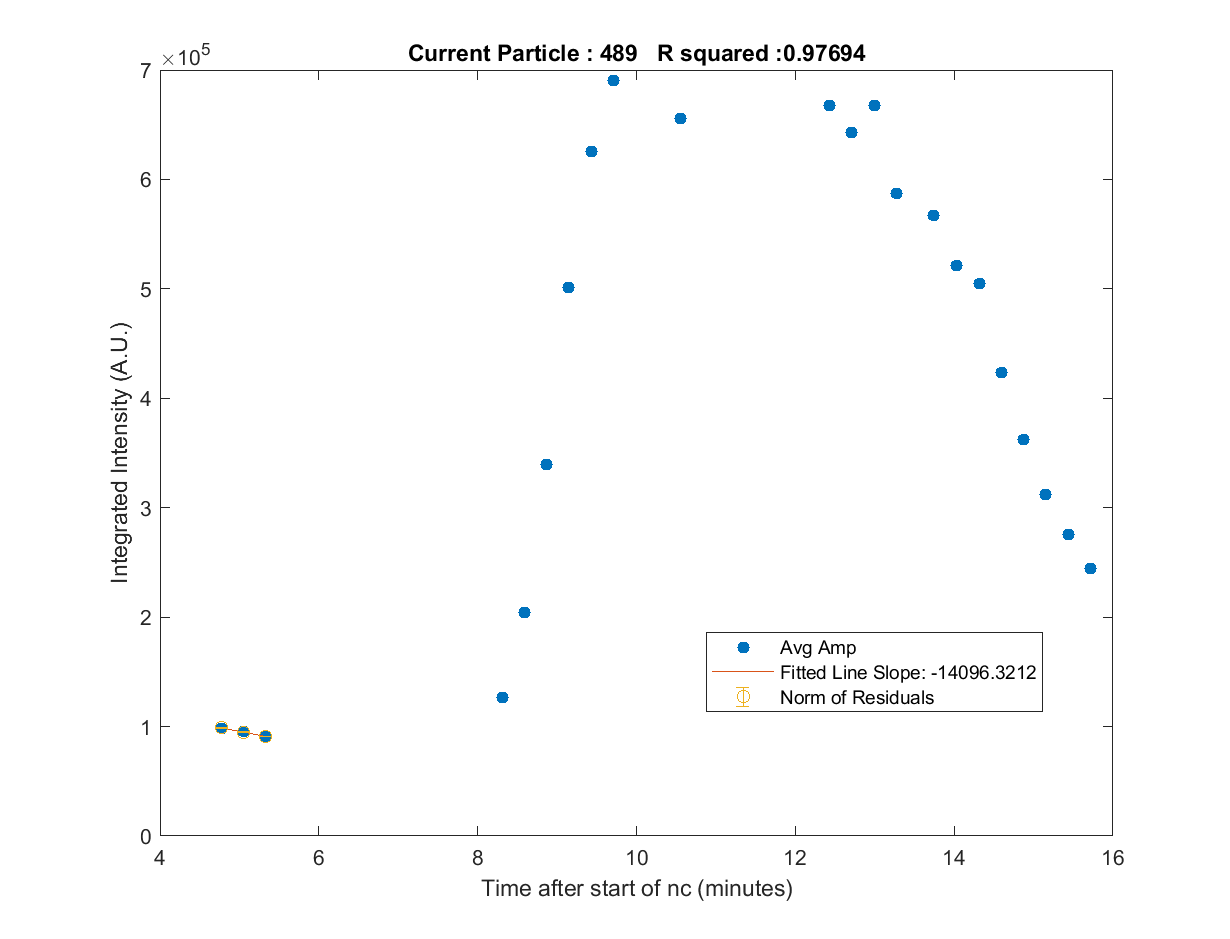 Current Particle : 489 R squared :0.97694
×10^5
7
6
5
4
3
2
1
0
4 6 8 10 12 14 16
Integrated Intensity (A.U.)
Time after start of nc (minutes)
Avg Amp
Fitted Line Slope: -14096.3212
Norm of Residuals